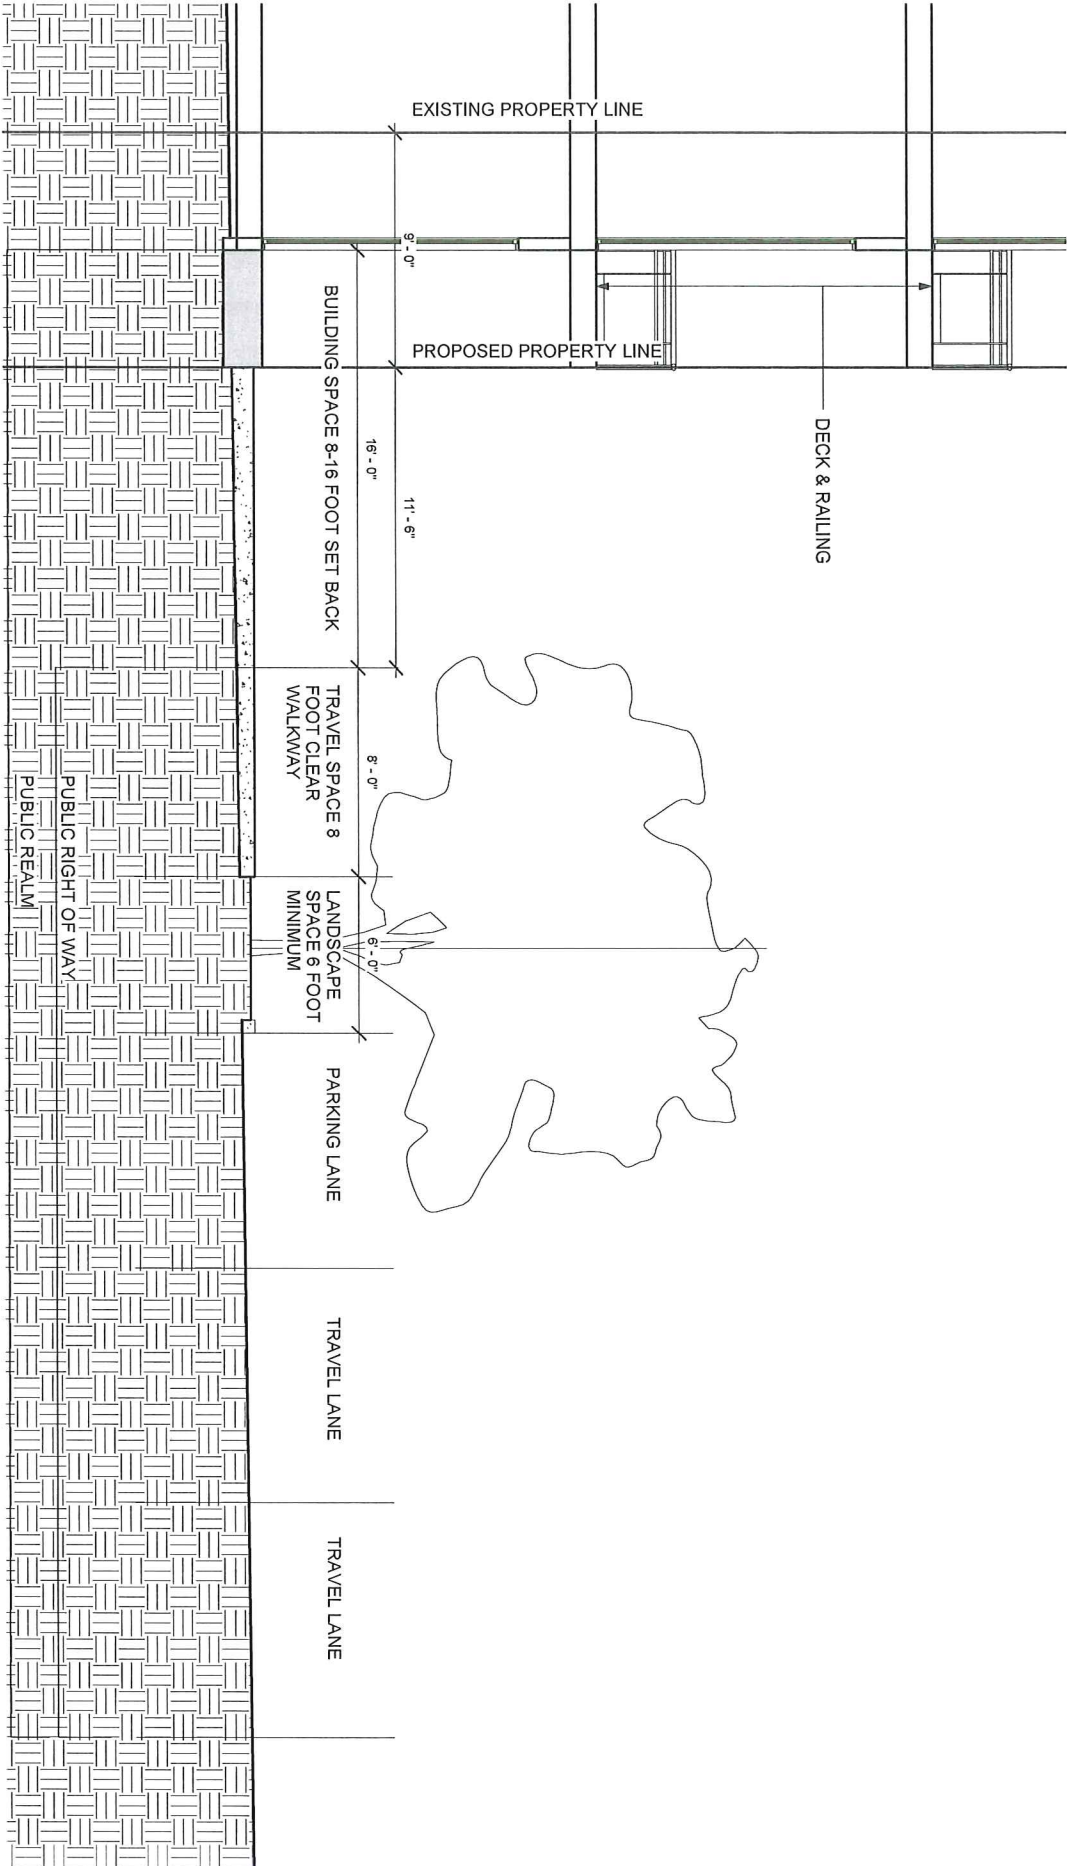 EXISTING PROPERTY LINE
9' - 0"
PROPOSED PROPERTY LINE
DECK & RAILING
BUILDING SPACE 8-16 FOOT SET BACK
16' - 0"
11' - 6"
TRAVEL SPACE 8
FOOT CLEAR
WALKWAY
8' - 0"
LANDSCAPE
SPACE 6 FOOT
MINIMUM
6' - 0"
PARKING LANE
TRAVEL LANE
TRAVEL LANE
PUBLIC RIGHT OF WAY
PUBLIC REALM